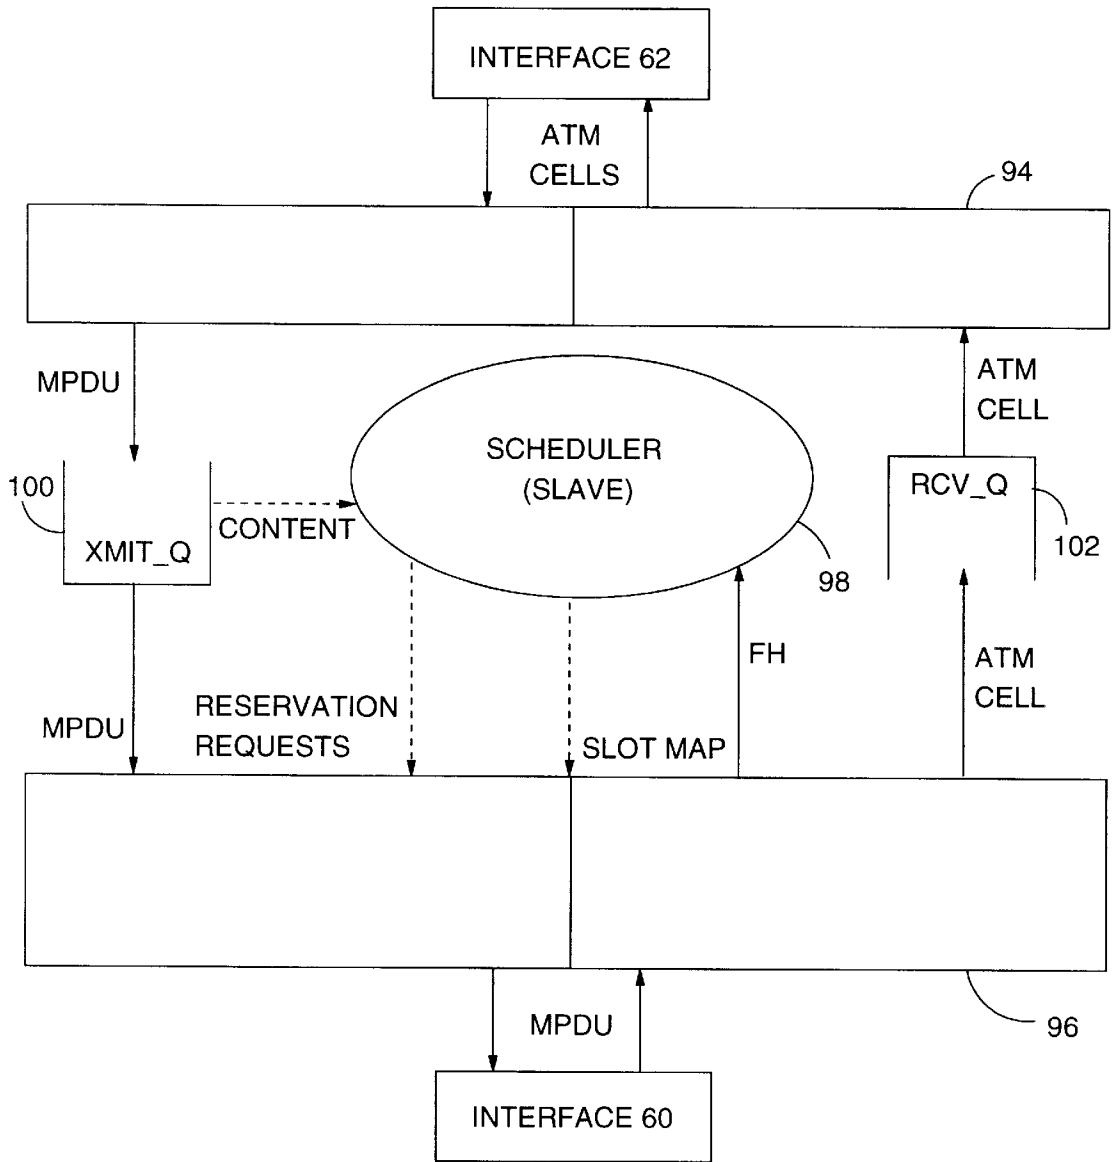 INTERFACE 62
ATM
CELLS
94
MPDU
ATM
CELL
SCHEDULER
(SLAVE)
100
XMIT_Q
CONTENT
RCV_Q
102
98
FH
ATM
CELL
MPDU
RESERVATION
REQUESTS
SLOT MAP
MPDU
96
INTERFACE 60